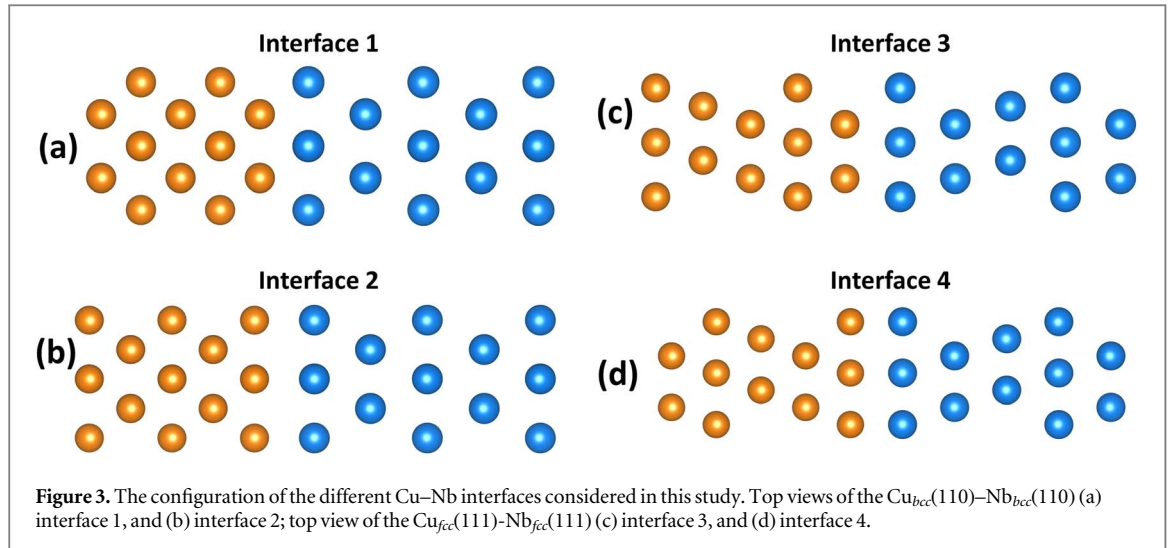 Interface 1
Interface 3
(a)
(c)
Interface 2
Interface 4
(b)
(d)
Figure 3. The configuration of the different Cu–Nb interfaces considered in this study. Top views of the Cubcc(110)–Nbbcc(110) (a)
interface 1, and (b) interface 2; top view of the Cufcc(111)-Nbfcc(111) (c) interface 3, and (d) interface 4.